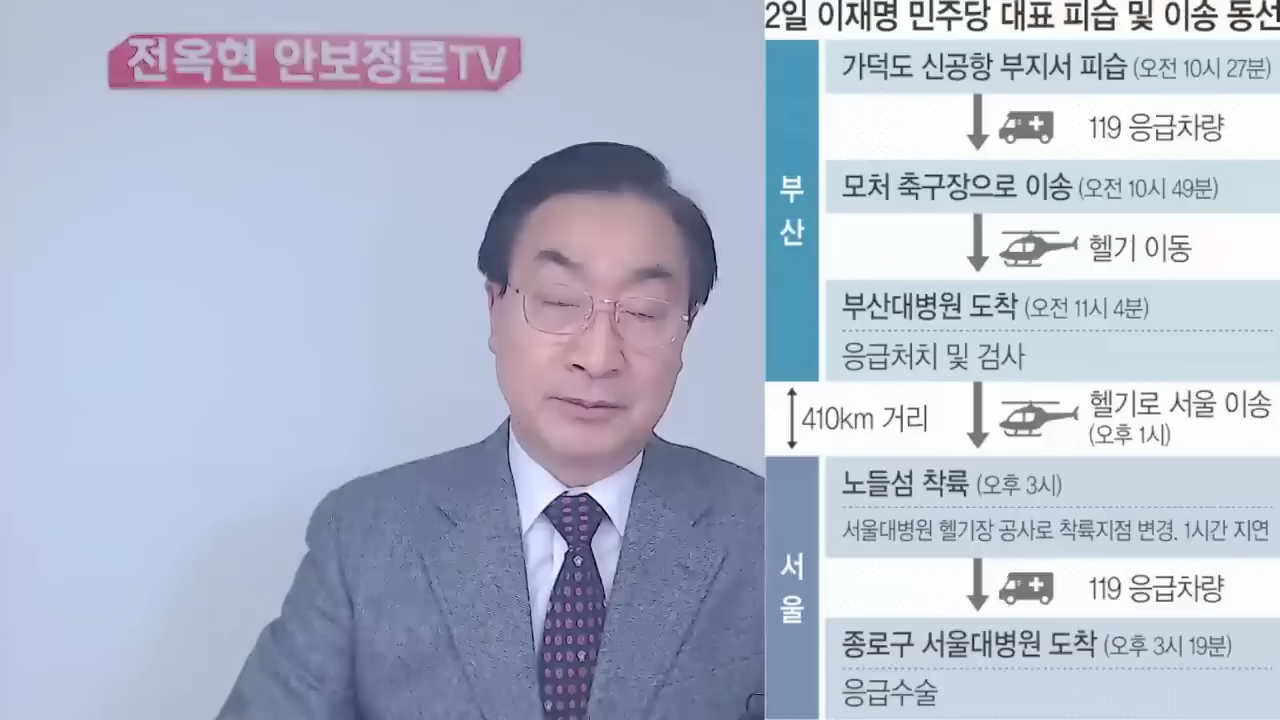 전옥현 안보정론TV
2일 이재명 민주당 대표 피습 및 이송 동선
부산
가덕도 신공항 부지서 피습 (오전 10시 27분)
119 응급차량
모처 축구장으로 이송 (오전 10시 49분)
헬기 이동
부산대병원 도착 (오전 11시 4분)
응급처치 및 검사
410km 거리
헬기로 서울 이송
(오후 1시)
서울
노들섬 착륙 (오후 3시)
서울대병원 헬기장 공사로 착륙지점 변경. 1시간 지연
119 응급차량
종로구 서울대병원 도착 (오후 3시 19분)
응급수술